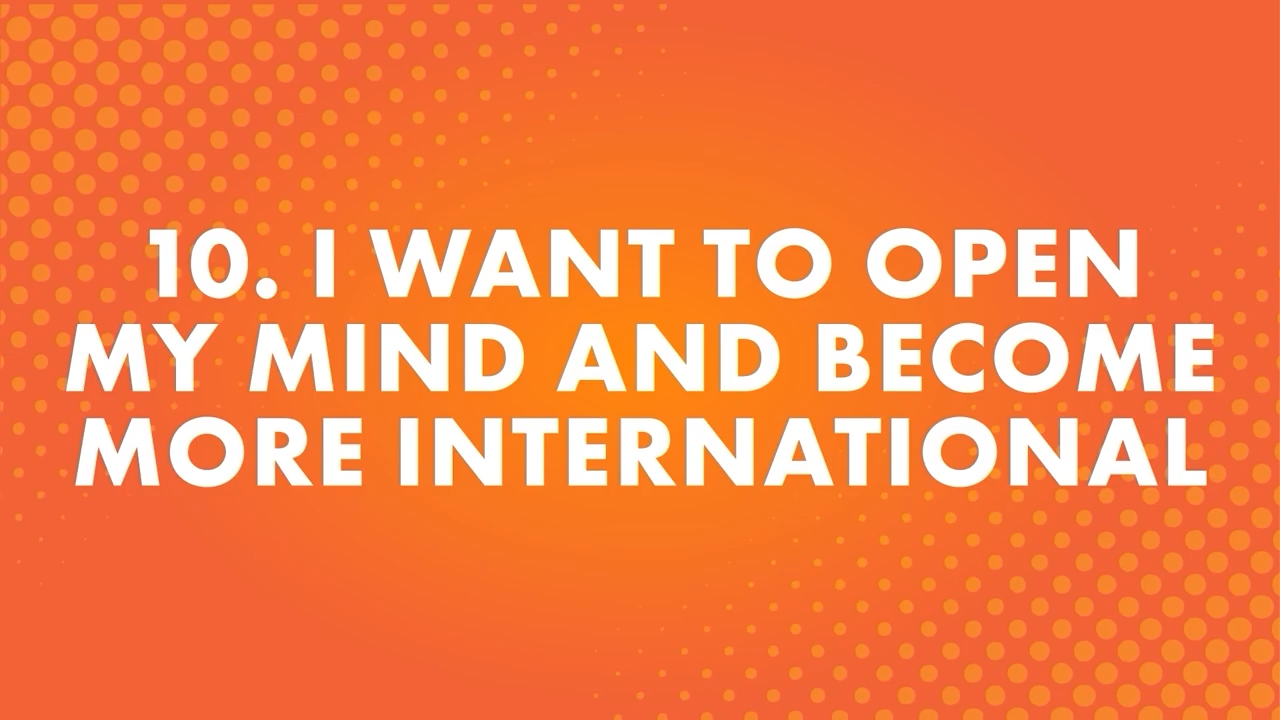 10. I WANT TO OPEN
MY MIND AND BECOME
MORE INTERNATIONAL